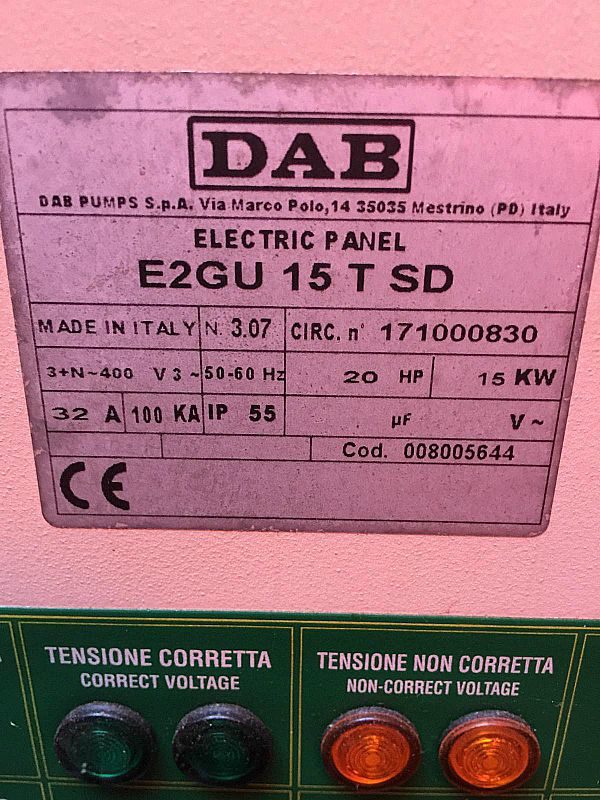 DAB
DAB PUMPS S.p.A. Via Marco Polo,14 35035 Mestrino (PD) Italy
ELECTRIC PANEL
E2GU 15 T SD
MADE IN ITALY N. 3.07 CIRC. n° 171000830
3+N~400 V 3~ 50-60 Hz 20 HP 15 KW
32 A 100 KA IP 55 µF V~
Cod. 008005644
CE
TENSIONE CORRETTA
CORRECT VOLTAGE
TENSIONE NON CORRETTA
NON-CORRECT VOLTAGE